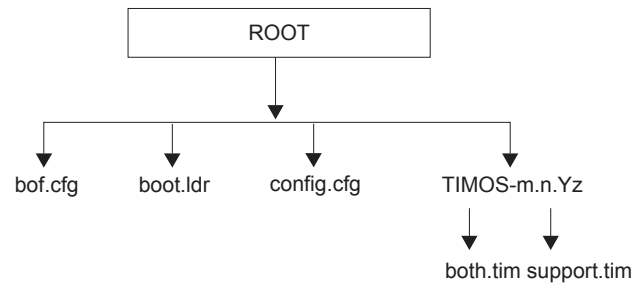 ROOT
bof.cfg boot.ldr config.cfg TIMOS-m.n.Yz
both.tim support.tim